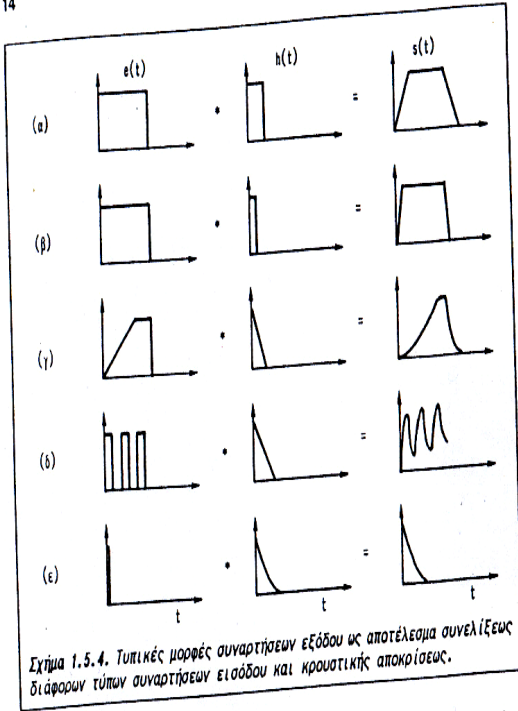 14
e(t) h(t) s(t)
(α) * =
(β) * =
(γ) * =
(δ) * =
(ε) * =
t t t
Σχήμα 1.5.4. Τυπικές μορφές συναρτήσεων εξόδου ως αποτέλεσμα συνελίξεως
διάφορων τύπων συναρτήσεων εισόδου και κρουστικής αποκρίσεως.